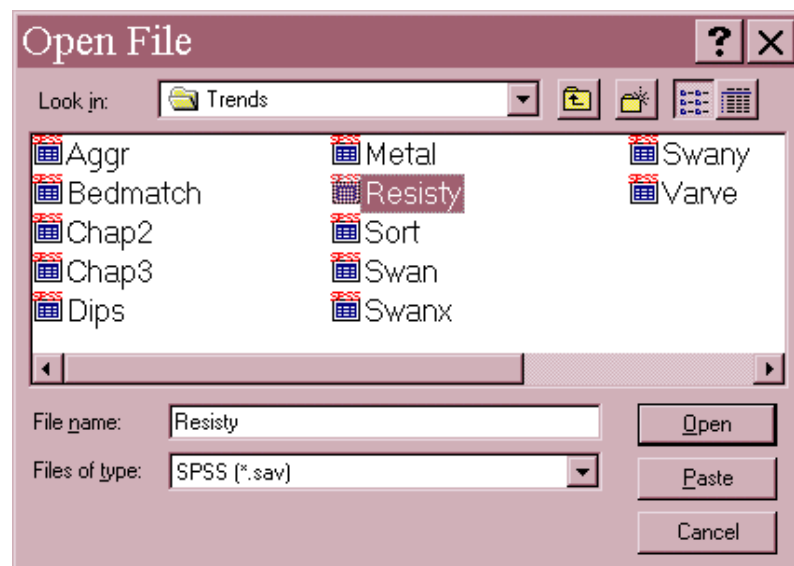 Open File
Look in: Trends
Aggr Metal Swany
Bedmatch Resisty Varve
Chap2 Sort
Chap3 Swan
Dips Swanx
File name: Resisty Open
Files of type: SPSS (*.sav) Paste
Cancel